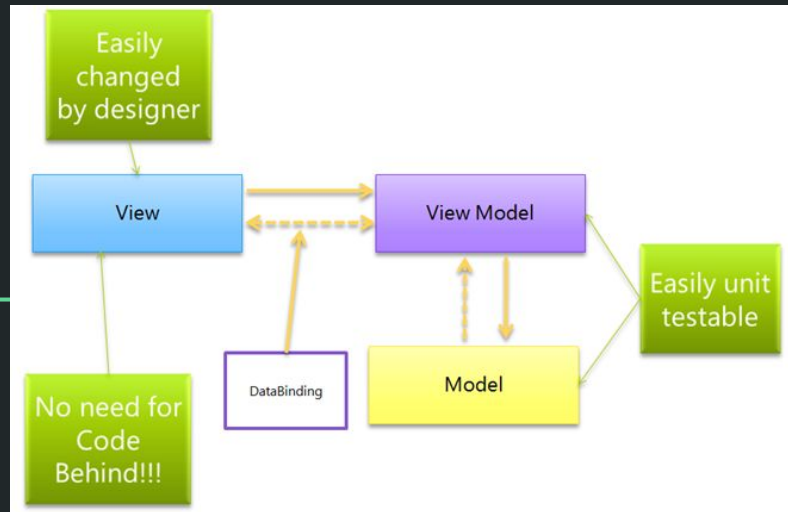 Easily
changed
by designer
View
View Model
Easily unit
testable
DataBinding
Model
No need for
Code
Behind!!!